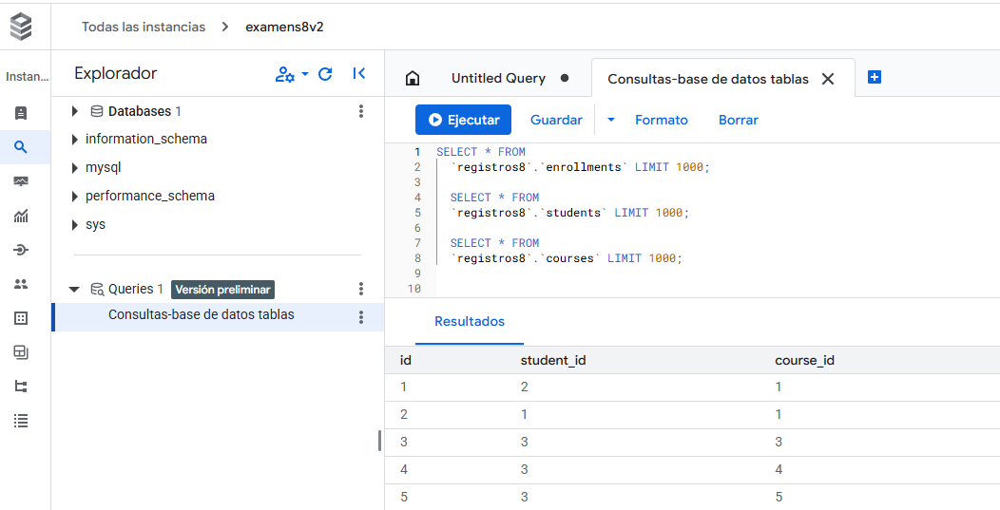 Todas las instancias > examens8v2
Instan...
Explorador
Databases 1
information_schema
mysql
performance_schema
sys
Queries 1 Versión preliminar
Consultas-base de datos tablas
Untitled Query
Consultas-base de datos tablas
Ejecutar Guardar Formato Borrar
1 SELECT * FROM
2 `registros8`.`enrollments` LIMIT 1000;
3
4 SELECT * FROM
5 `registros8`.`students` LIMIT 1000;
6
7 SELECT * FROM
8 `registros8`.`courses` LIMIT 1000;
9
10
Resultados
id student_id course_id
1 2 1
2 1 1
3 3 3
4 3 4
5 3 5